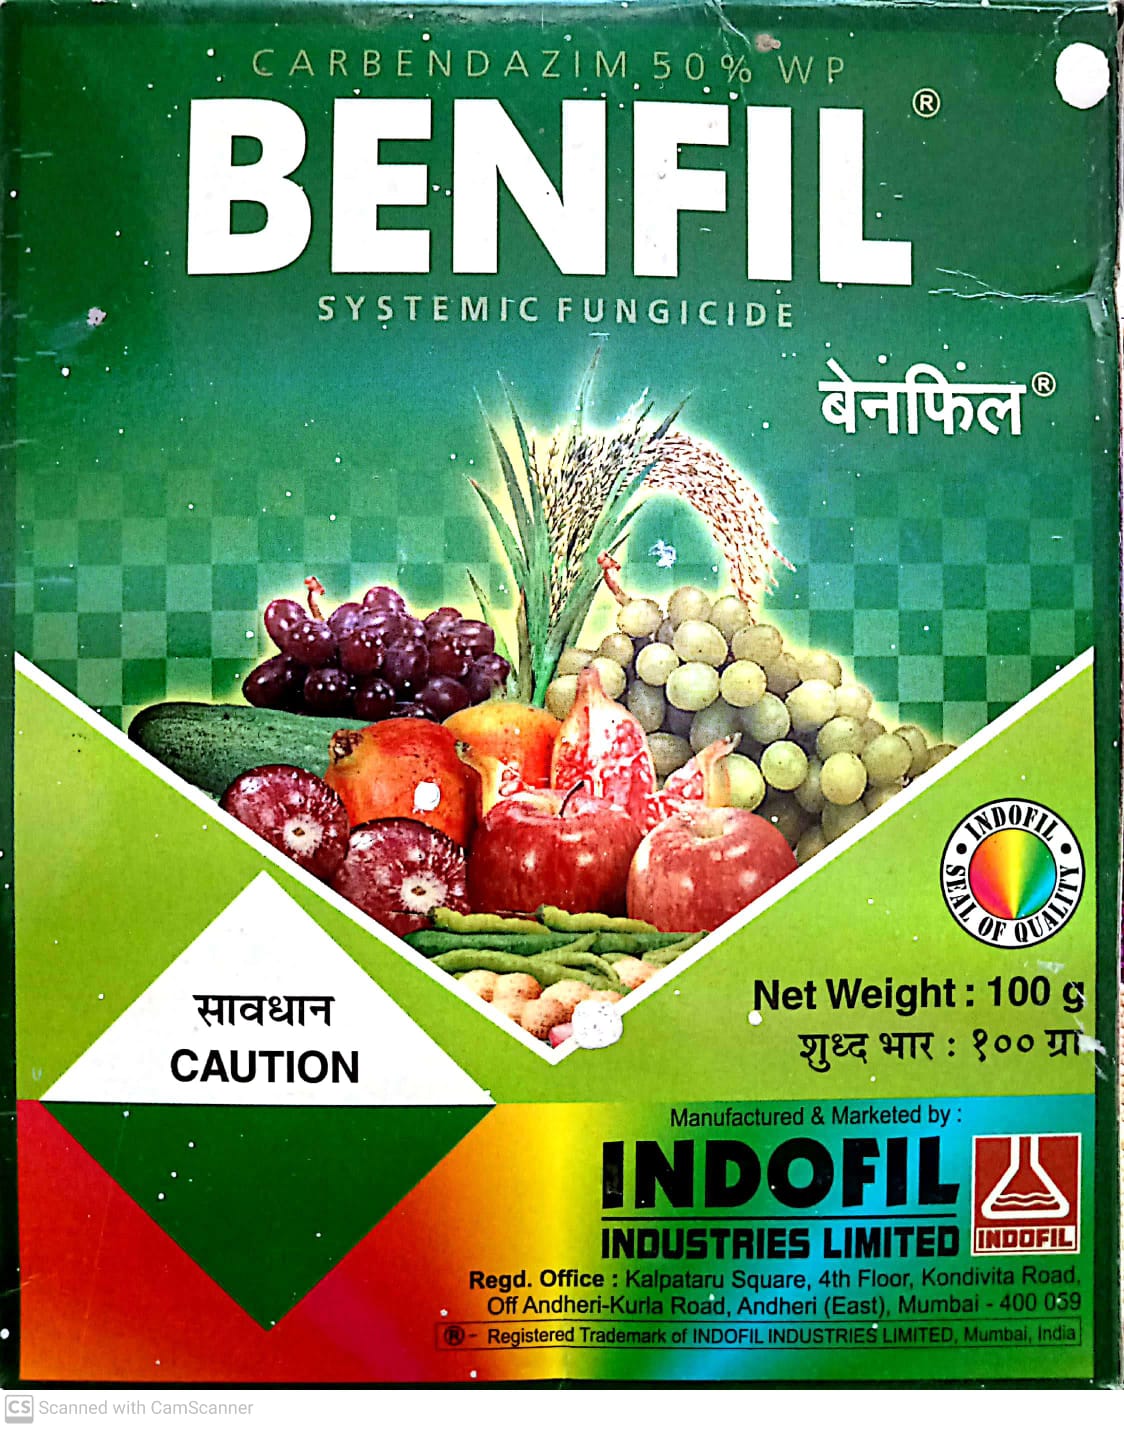 CARBENDAZIM 50% WP
BENFIL®
SYSTEMIC FUNGICIDE
बेनफिल®
INDOFIL
SEAL OF QUALITY
Net Weight : 100 g
शुध्द भार : १०० ग्रा
सावधान
CAUTION
Manufactured & Marketed by :
INDOFIL
INDUSTRIES LIMITED
INDOFIL
Regd. Office : Kalpataru Square, 4th Floor, Kondivita Road,
Off Andheri-Kurla Road, Andheri (East), Mumbai - 400 059
® - Registered Trademark of INDOFIL INDUSTRIES LIMITED, Mumbai, India
CS Scanned with CamScanner